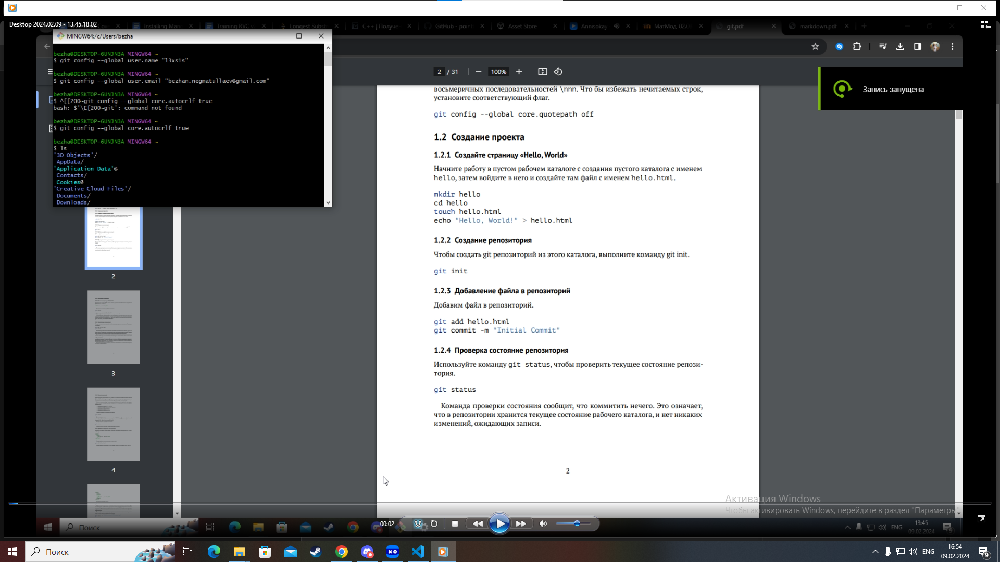 Desktop 2024.02.09 - 13.45.18.02
Installing Man
Training RVC v
Longest Substr
C++ | Получе
GitHub - point
Asset Store
Annisokay
МатМод_02.03
git.pdf
markdown.pdf
MINGW64:/c/Users/bezha
bezha@DESKTOP-6UNJN3A MINGW64 ~
$ git config --global user.name "l3xs1s"
bezha@DESKTOP-6UNJN3A MINGW64 ~
$ git config --global user.email "bezhan.negmatullaev@gmail.com"
bezha@DESKTOP-6UNJN3A MINGW64 ~
$ ^[[200~git config --global core.autocrlf true
bash: $'\E[200~git': command not found
bezha@DESKTOP-6UNJN3A MINGW64 ~
$ git config --global core.autocrlf true
bezha@DESKTOP-6UNJN3A MINGW64 ~
$ ls
'3D Objects'/
AppData/
'Application Data'@
Contacts/
Cookies@
'Creative Cloud Files'/
Documents/
Downloads/
2 / 31
100%
Запись запущена
восьмеричных последовательностей \nnn. Что бы избежать нечитаемых строк,
установите соответствующий флаг.
git config --global core.quotepath off
1.2 Создание проекта
1.2.1 Создайте страницу «Hello, World»
Начните работу в пустом рабочем каталоге с создания пустого каталога с именем
hello, затем войдите в него и создайте там файл с именем hello.html.
mkdir hello
cd hello
touch hello.html
echo "Hello, World!" > hello.html
1.2.2 Создание репозитория
Чтобы создать git репозиторий из этого каталога, выполните команду git init.
git init
1.2.3 Добавление файла в репозиторий
Добавим файл в репозиторий.
git add hello.html
git commit -m "Initial Commit"
1.2.4 Проверка состояние репозитория
Используйте команду git status, чтобы проверить текущее состояние репози-
тория.
git status
Команда проверки состояния сообщит, что коммитить нечего. Это означает,
что в репозитории хранится текущее состояние рабочего каталога, и нет никаких
изменений, ожидающих записи.
2
2
3
4
Активация Windows
Чтобы активировать Windows, перейдите в раздел "Параметры
Поиск
00:02
ENG
13:45
09.02.2024
9
Поиск
ENG
16:54
09.02.2024
9